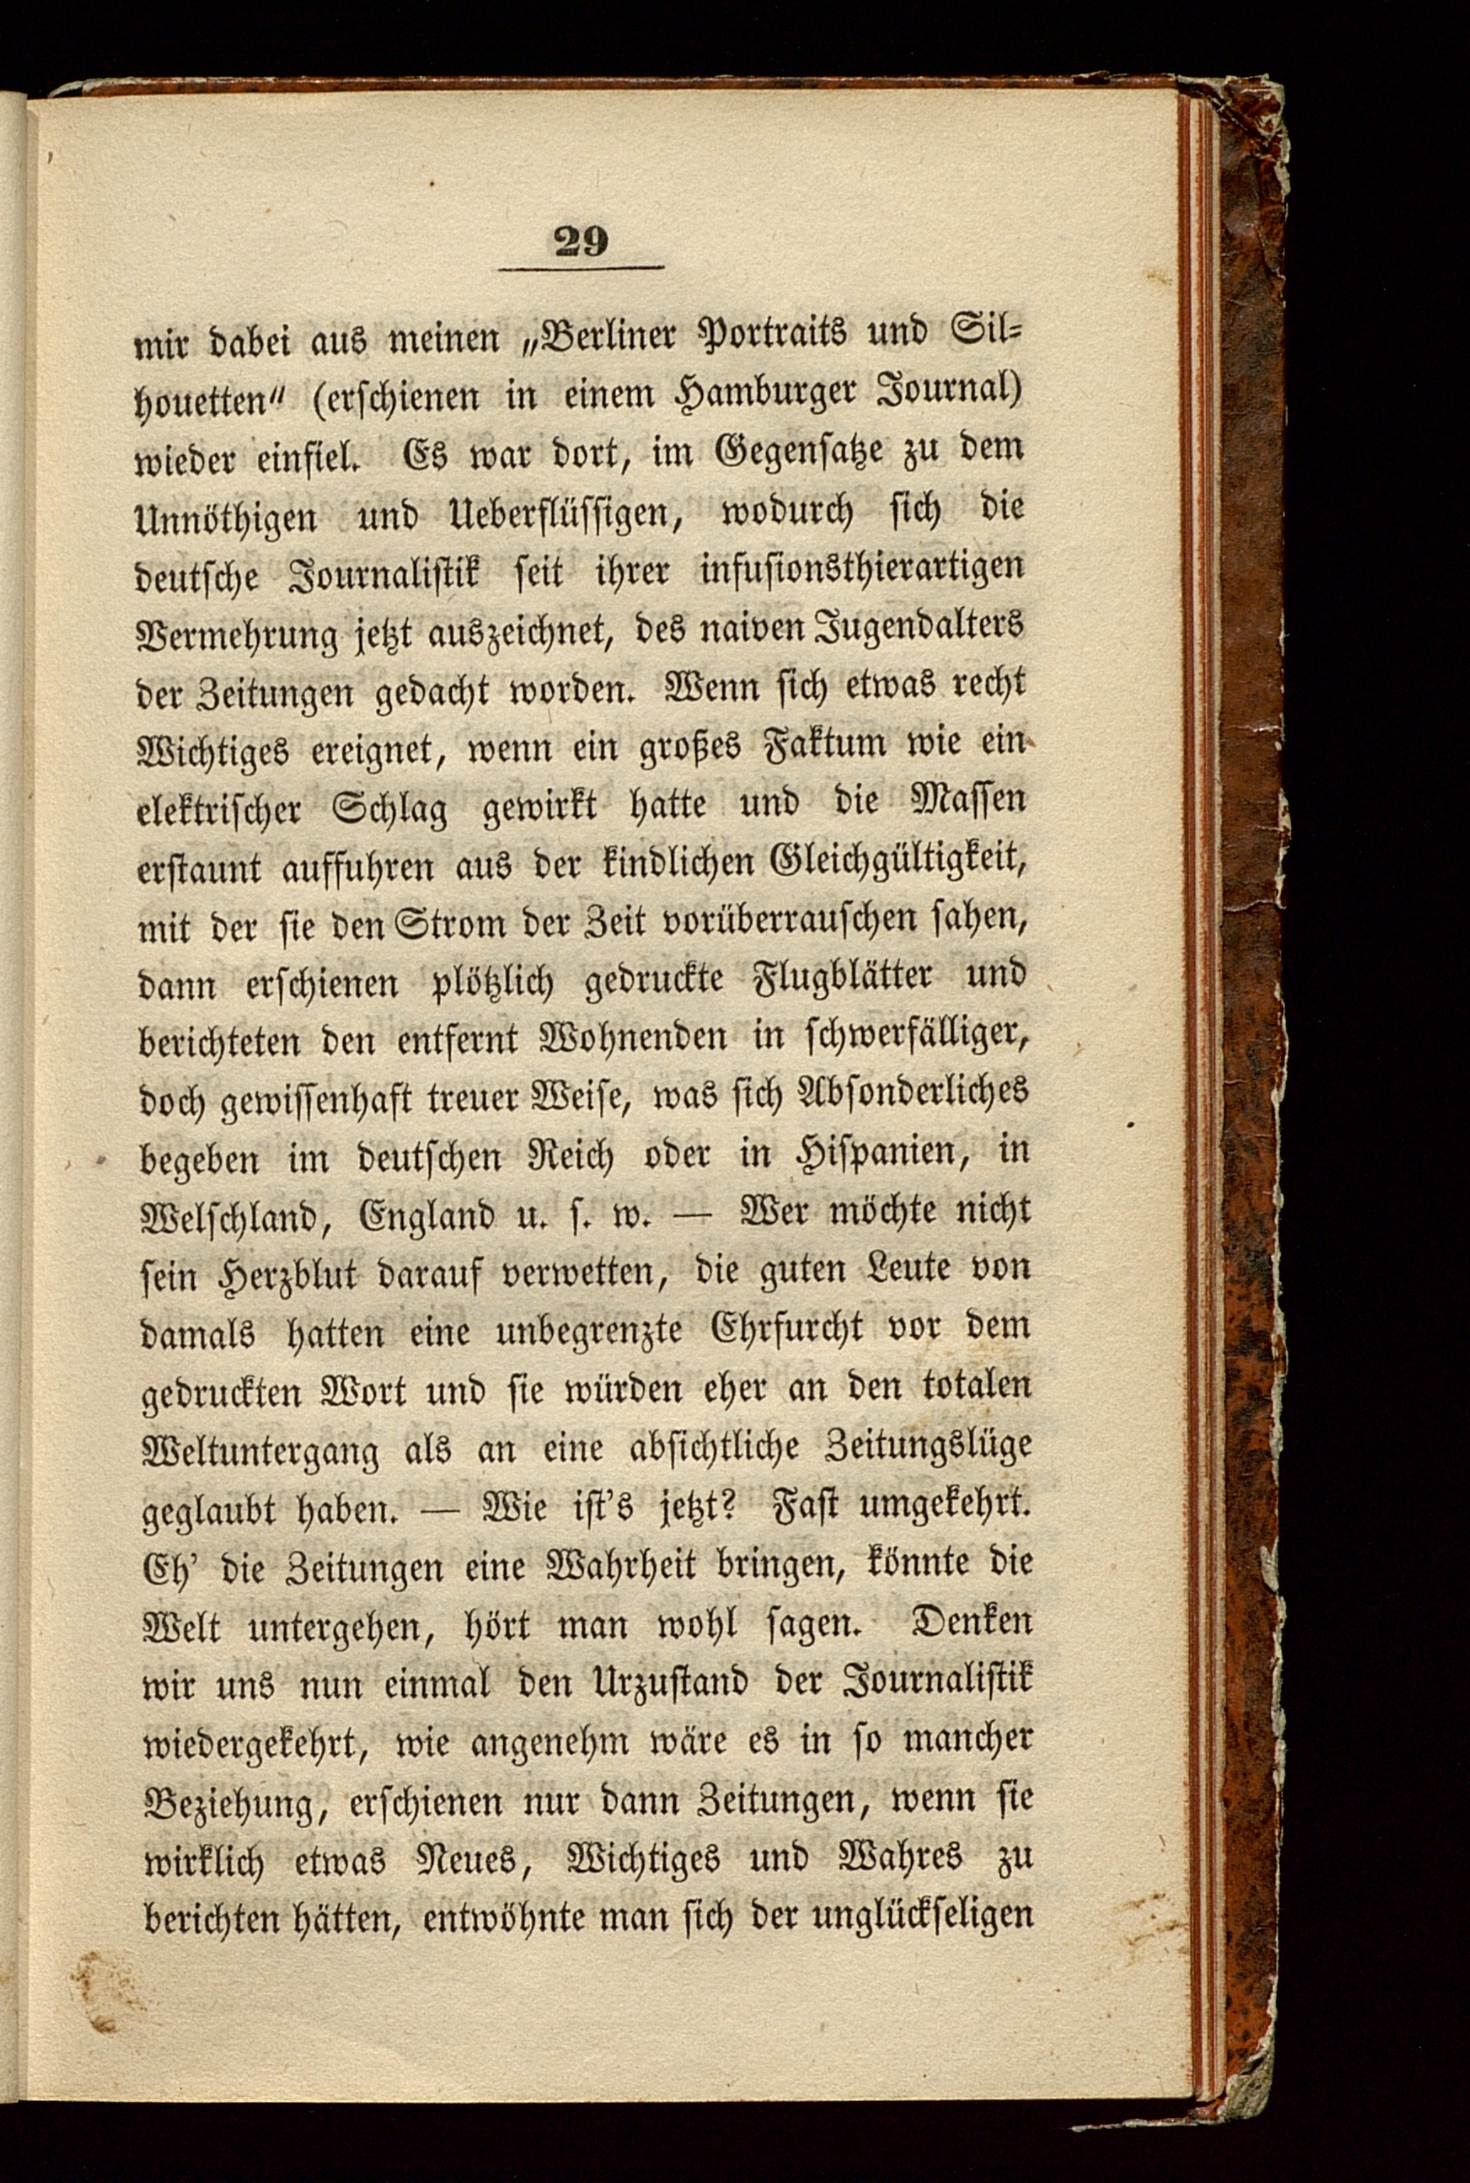 29
mir dabei aus meinen „Berliner Portraits und Sil-
houetten“ (erschienen in einem Hamburger Journal)
wieder einfiel. Es war dort, im Gegensatze zu dem
Unnöthigen und Ueberflüssigen, wodurch sich die
deutsche Journalistik seit ihrer infusionsthierartigen
Vermehrung jetzt auszeichnet, des naiven Jugendalters
der Zeitungen gedacht worden. Wenn sich etwas recht
Wichtiges ereignet, wenn ein großes Faktum wie ein
elektrischer Schlag gewirkt hatte und die Massen
erstaunt auffuhren aus der kindlichen Gleichgültigkeit,
mit der sie den Strom der Zeit vorüberrauschen sahen,
dann erschienen plötzlich gedruckte Flugblätter und
berichteten den entfernt Wohnenden in schwerfälliger,
doch gewissenhaft treuer Weise, was sich Absonderliches
begeben im deutschen Reich oder in Hispanien, in
Welschland, England u. s. w. — Wer möchte nicht
sein Herzblut darauf verwetten, die guten Leute von
damals hatten eine unbegrenzte Ehrfurcht vor dem
gedruckten Wort und sie würden eher an den totalen
Weltuntergang als an eine absichtliche Zeitungslüge
geglaubt haben. — Wie ist's jetzt? Fast umgekehrt.
Eh' die Zeitungen eine Wahrheit bringen, könnte die
Welt untergehen, hört man wohl sagen. Denken
wir uns nun einmal den Urzustand der Journalistik
wiedergekehrt, wie angenehm wäre es in so mancher
Beziehung, erschienen nur dann Zeitungen, wenn sie
wirklich etwas Neues, Wichtiges und Wahres zu
berichten hätten, entwöhnte man sich der unglückseligen